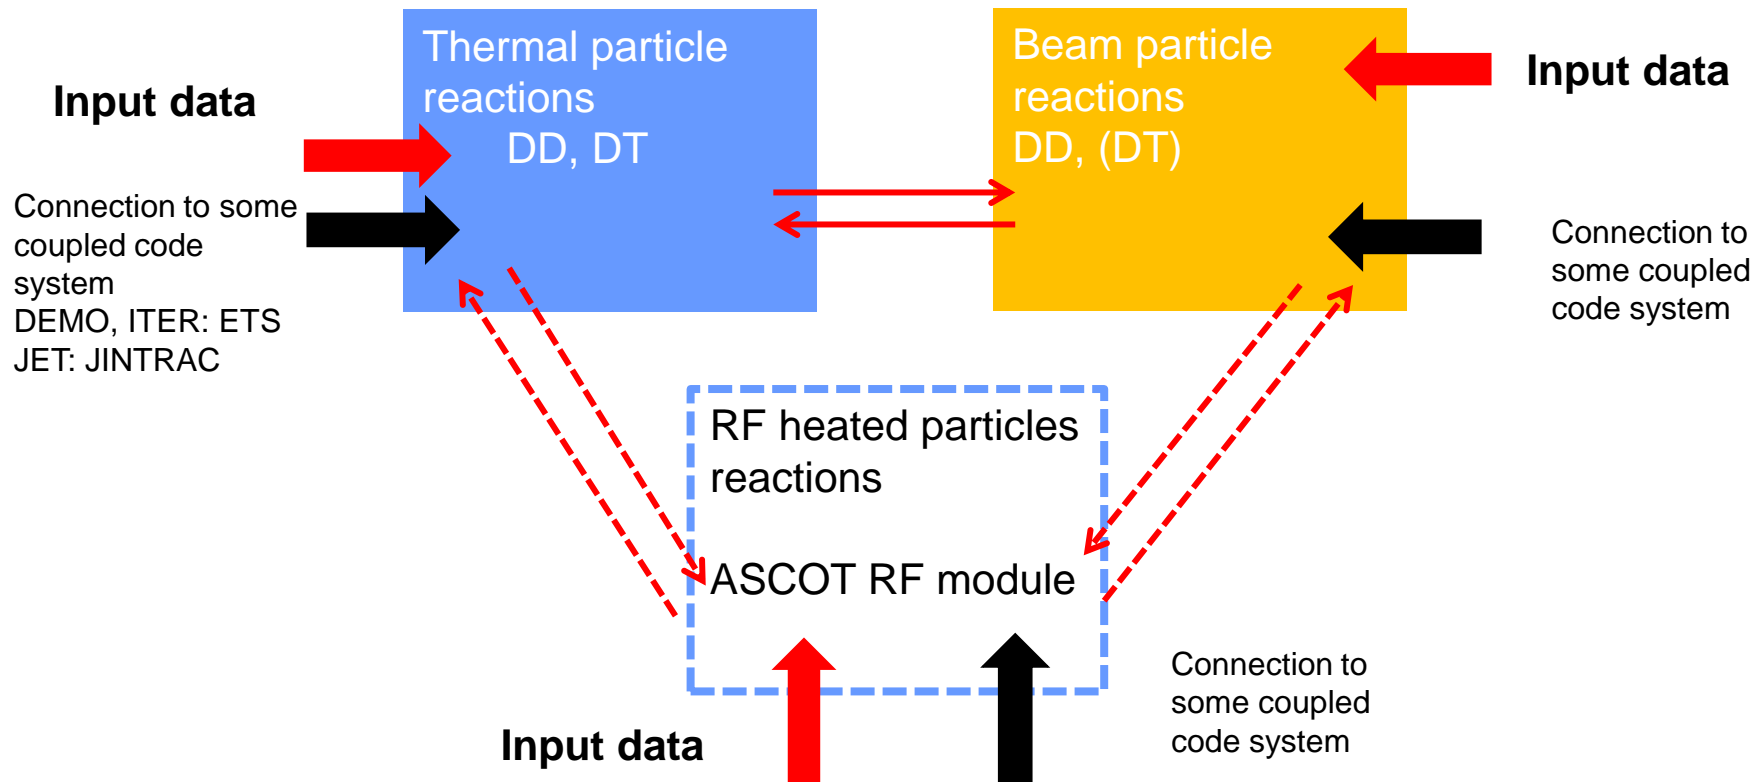 Thermal particle
reactions
DD, DT
Beam particle
reactions
DD, (DT)
Input data
Input data
Connection to some
coupled code
system
DEMO, ITER: ETS
JET: JINTRAC
Connection to
some coupled
code system
RF heated particles
reactions
ASCOT RF module
Connection to
some coupled
code system
Input data